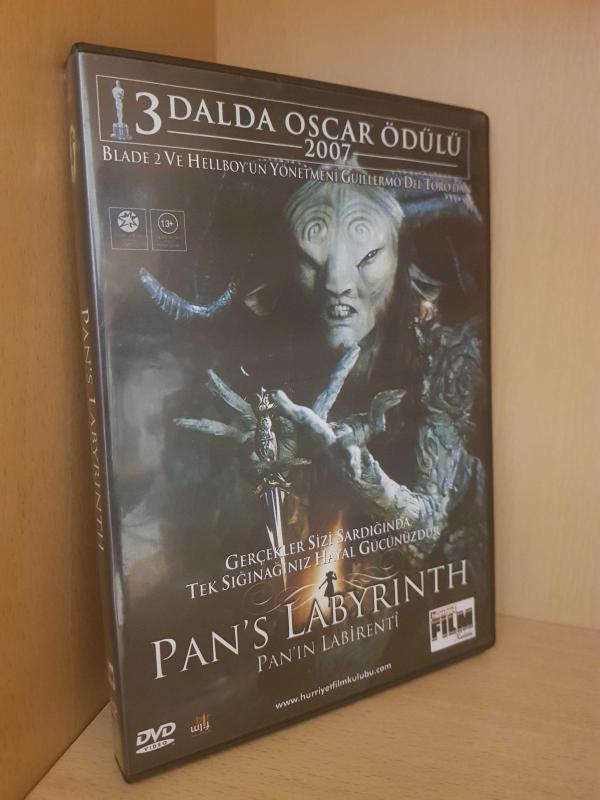 3 DALDA OSCAR ÖDÜLÜ
2007
BLADE 2 VE HELLBOY'UN YÖNETMENİ GUILLERMO DEL TORO'DAN
13+
PAN'S LABYRINTH
GERÇEKLER SİZİ SARDIĞINDA
TEK SIĞINAĞINIZ HAYAL GÜCÜNÜZDÜR
PAN'S LABYRINTH
PAN'IN LABİRENTİ
FİLM
www.hurriyetfilmkulubu.com
DVD
VIDEO
film